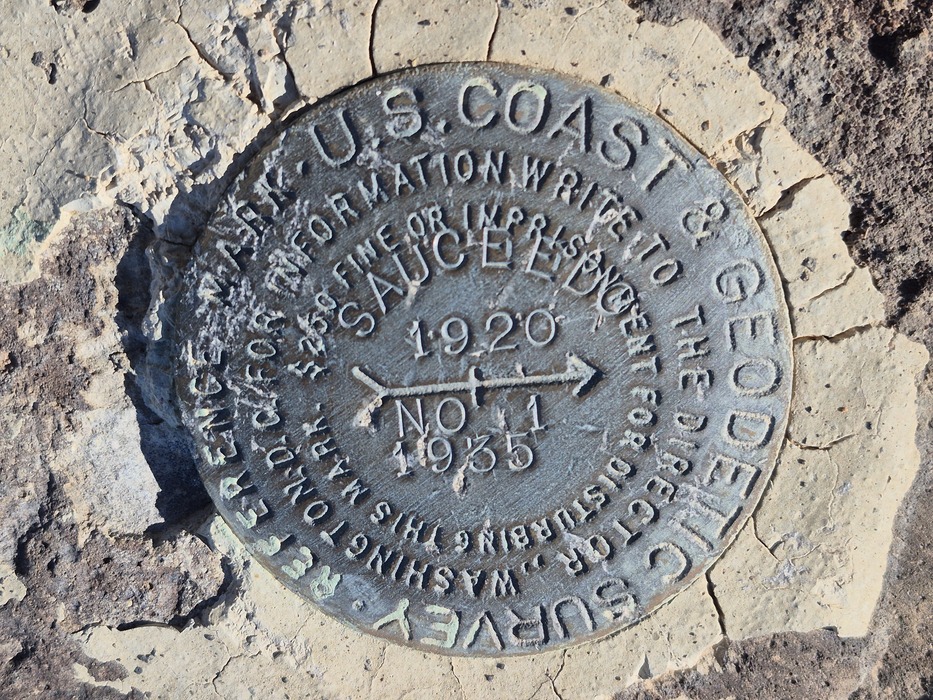 U.S. COAST & GEODETIC SURVEY
REFERENCE MARK.
FOR INFORMATION WRITE TO THE DIRECTOR, WASHINGTON, D.C.
$250 FINE OR IMPRISONMENT FOR DISTURBING THIS MARK.
1920
NO 1
1935